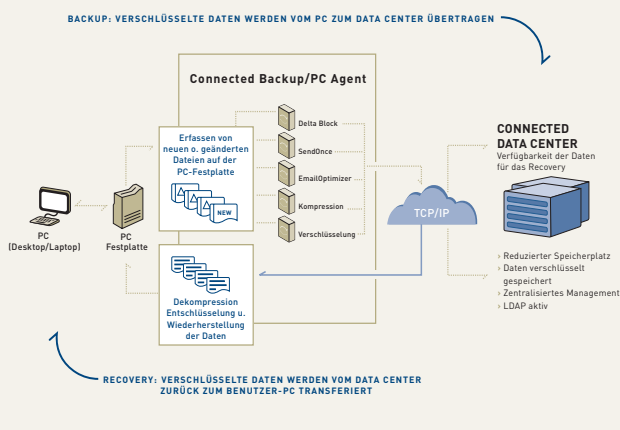 BACKUP: VERSCHLÜSSELTE DATEN WERDEN VOM PC ZUM DATA CENTER ÜBERTRAGEN
Connected Backup/PC Agent
Erfassen von
neuen o. geänderten
Dateien auf der
PC-Festplatte
NEW
Delta Block
SendOnce
EmailOptimizer
Kompression
Verschlüsselung
PC
(Desktop/Laptop)
PC
Festplatte
Dekompression
Entschlüsselung u.
Wiederherstellung
der Daten
TCP/IP
CONNECTED
DATA CENTER
Verfügbarkeit der Daten
für das Recovery
› Reduzierter Speicherplatz
› Daten verschlüsselt
gespeichert
› Zentralisiertes Management
› LDAP aktiv
RECOVERY: VERSCHLÜSSELTE DATEN WERDEN VOM DATA CENTER
ZURÜCK ZUM BENUTZER-PC TRANSFERIERT